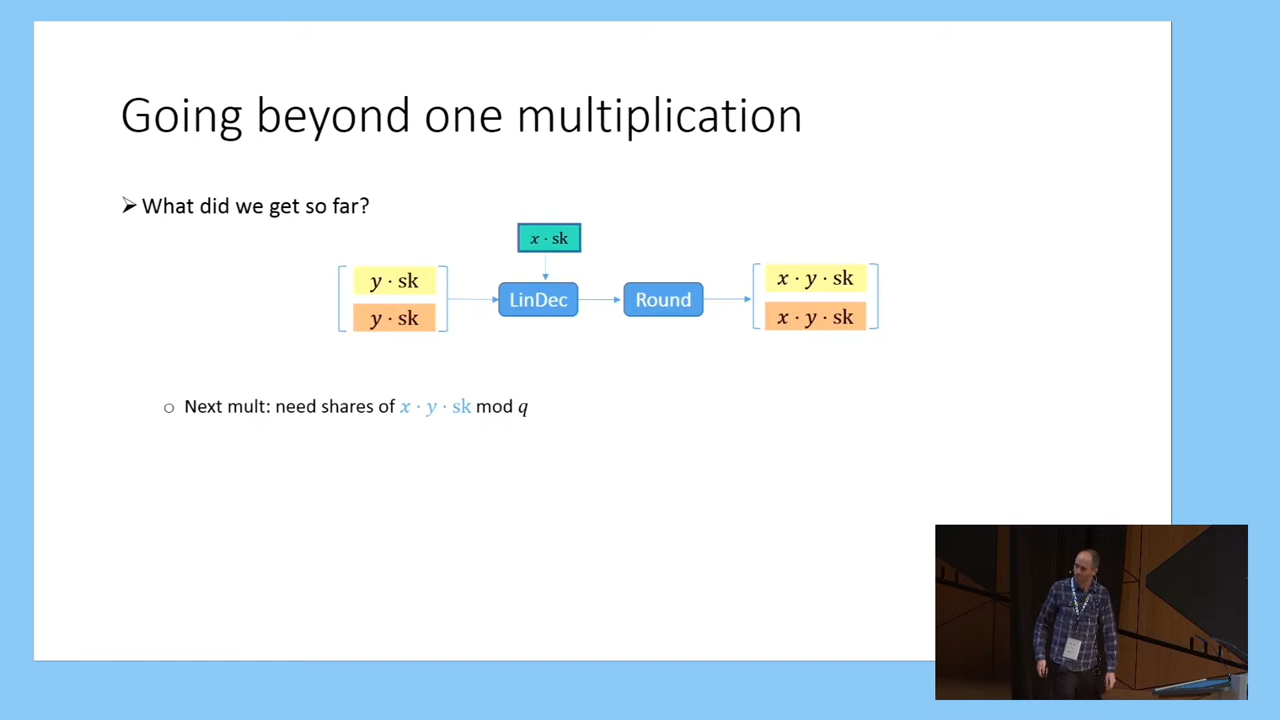 Going beyond one multiplication
➢ What did we get so far?
x · sk
y · sk
y · sk
LinDec
Round
x · y · sk
x · y · sk
○ Next mult: need shares of x · y · sk mod q